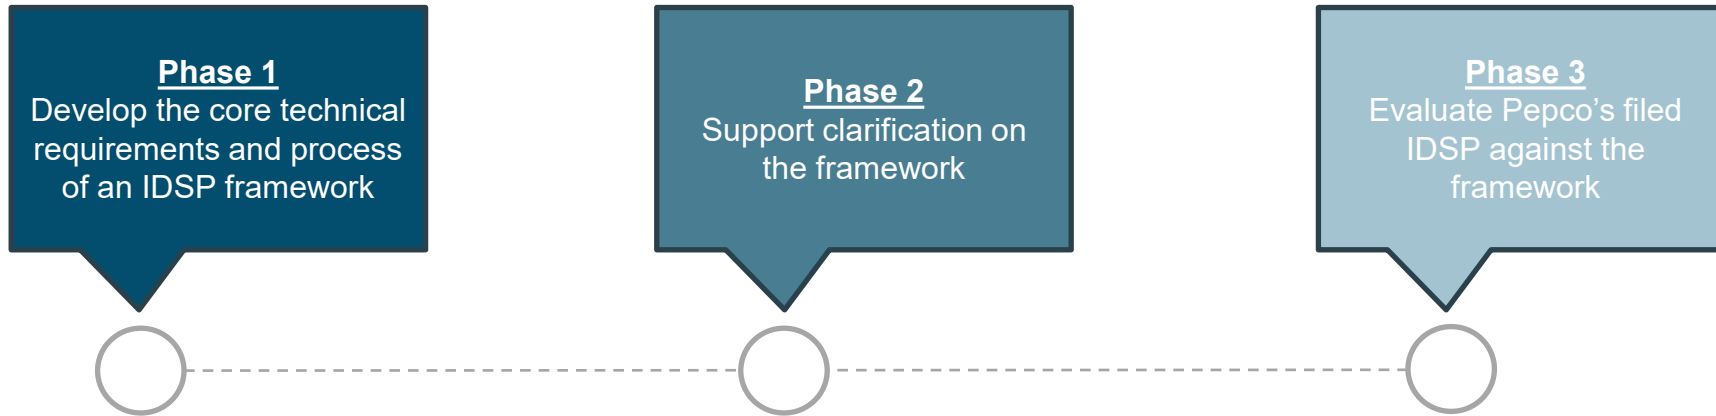 Phase 1
Develop the core technical
requirements and process
of an IDSP framework
Phase 2
Support clarification on
the framework
Phase 3
Evaluate Pepco’s filed
IDSP against the
framework